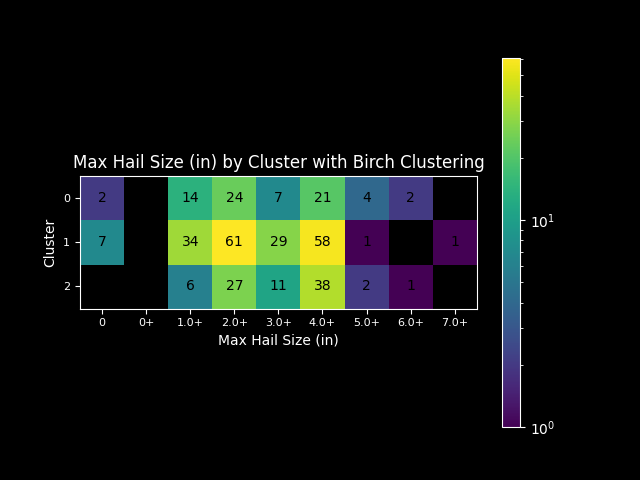 Max Hail Size (in) by Cluster with Birch Clustering
0 2 14 24 7 21 4 2
1 7 34 61 29 58 1 1
2 6 27 11 38 2 1
0 0+ 1.0+ 2.0+ 3.0+ 4.0+ 5.0+ 6.0+ 7.0+
Max Hail Size (in)
Cluster
10¹
10⁰